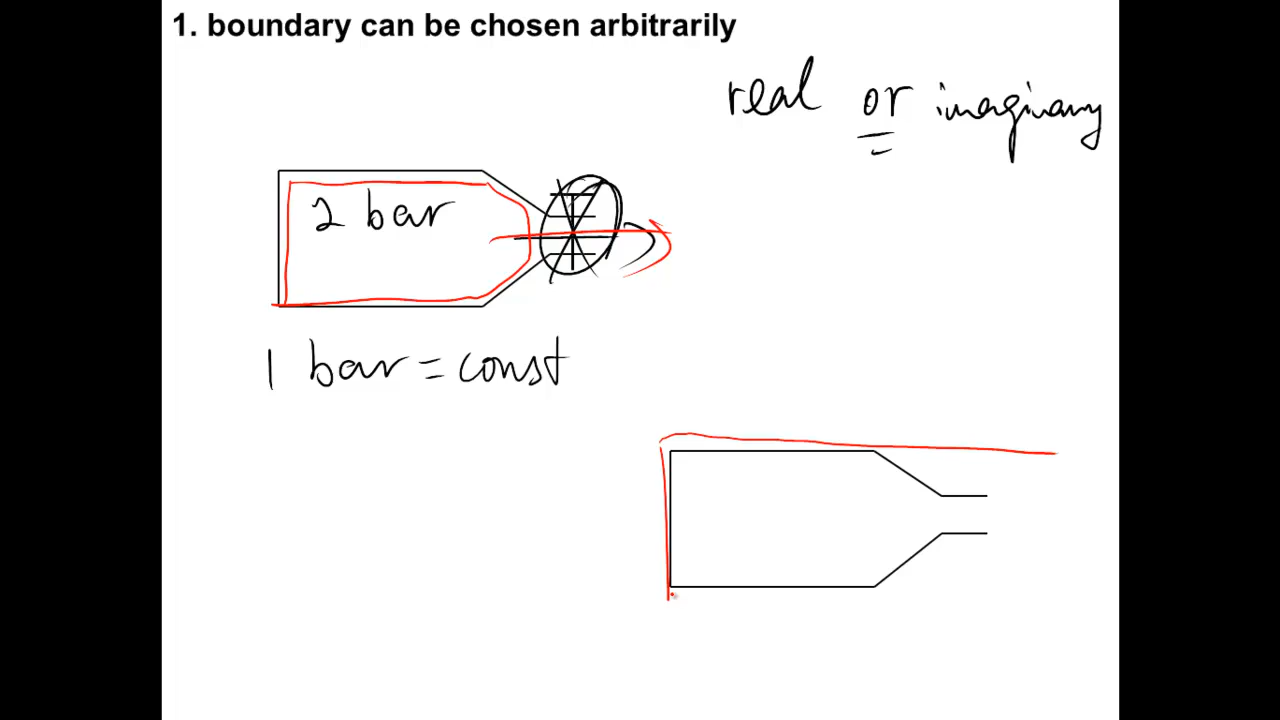 1. boundary can be chosen arbitrarily
real or imaginary
2 bar
1 bar = const